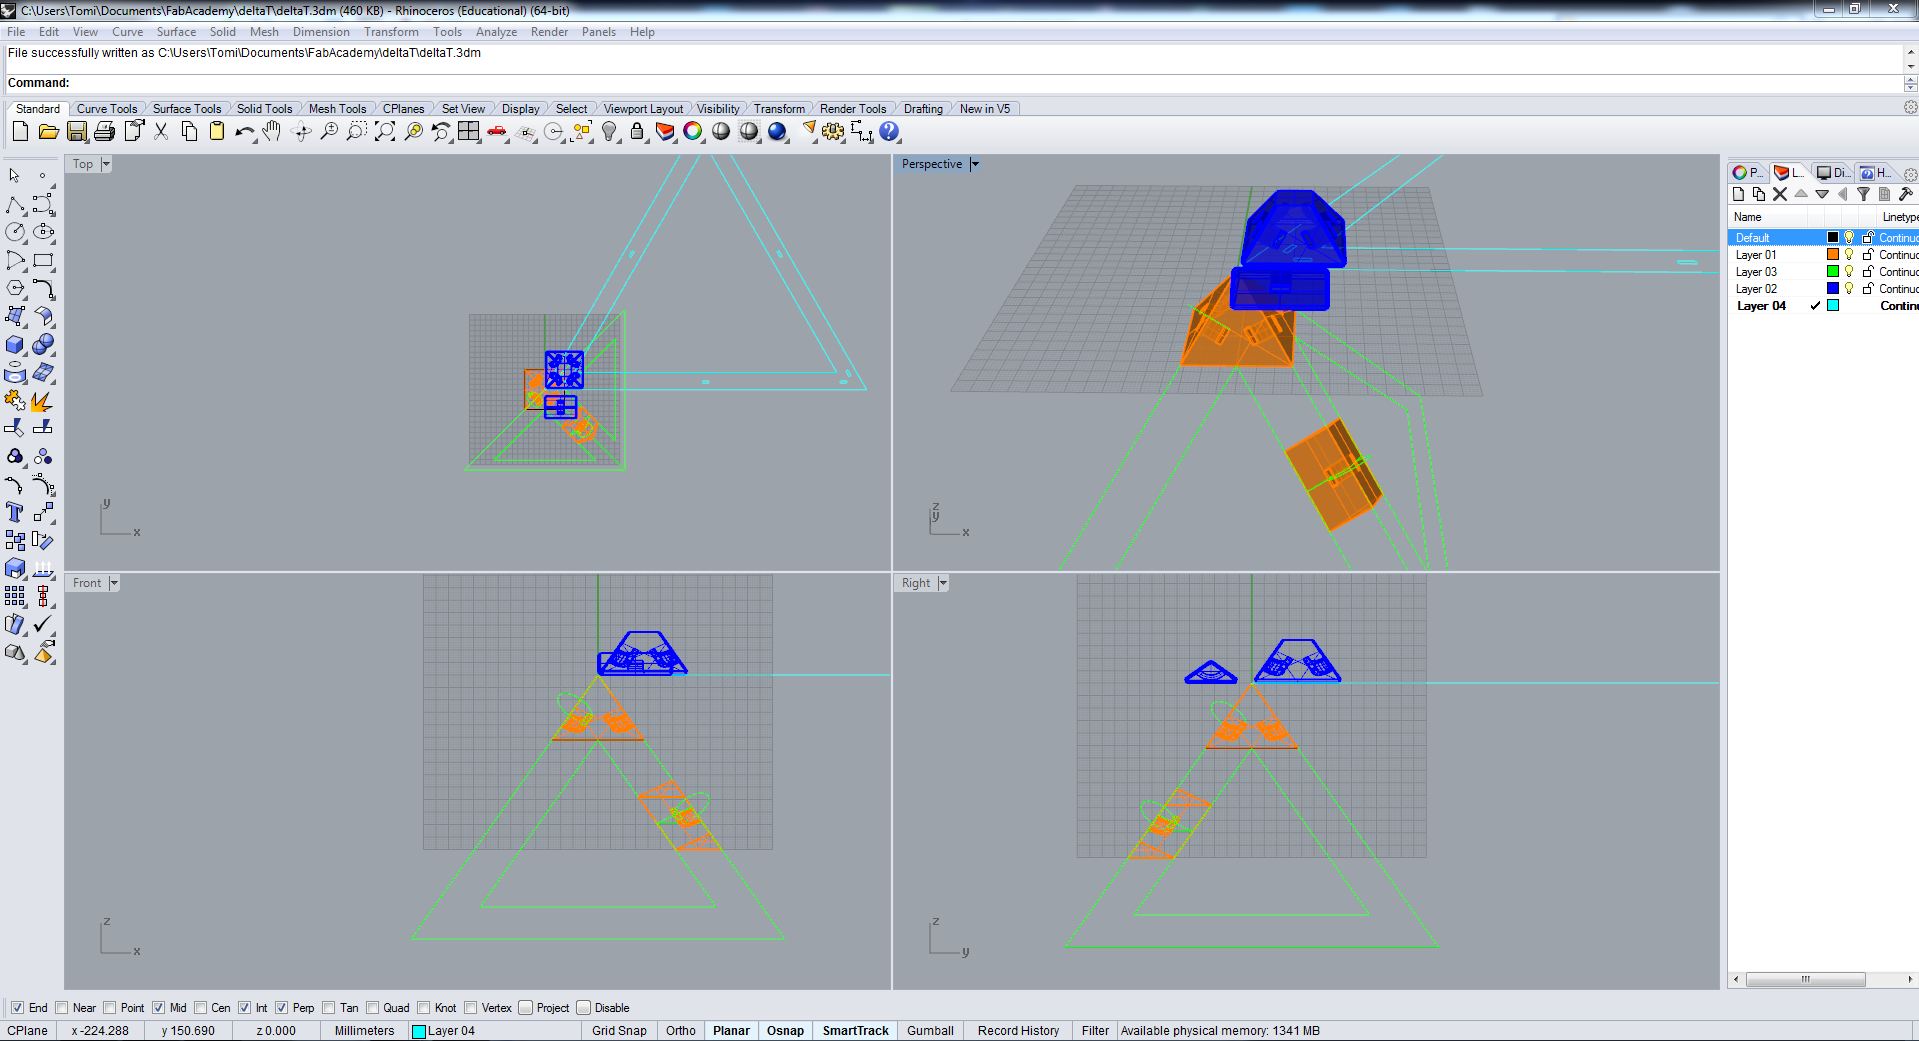 C:\Users\Tomi\Documents\FabAcademy\deltaT\deltaT.3dm (460 KB) - Rhinoceros (Educational) (64-bit)
File Edit View Curve Surface Solid Mesh Dimension Transform Tools Analyze Render Panels Help
File successfully written as C:\Users\Tomi\Documents\FabAcademy\deltaT\deltaT.3dm
Command:
Standard Curve Tools Surface Tools Solid Tools Mesh Tools CPlanes Set View Display Select Viewport Layout Visibility Transform Render Tools Drafting New in V5
Top
Perspective
P... L... Di... H...
Name Linetype
Default Continuo
Layer 01 Continuo
Layer 03 Continuo
Layer 02 Continuo
Layer 04 Continu
y
x
z
y
x
Front
Right
z
x
z
y
End Near Point Mid Cen Int Perp Tan Quad Knot Vertex Project Disable
CPlane x -224.288 y 150.690 z 0.000 Millimeters Layer 04 Grid Snap Ortho Planar Osnap SmartTrack Gumball Record History Filter Available physical memory: 1341 MB